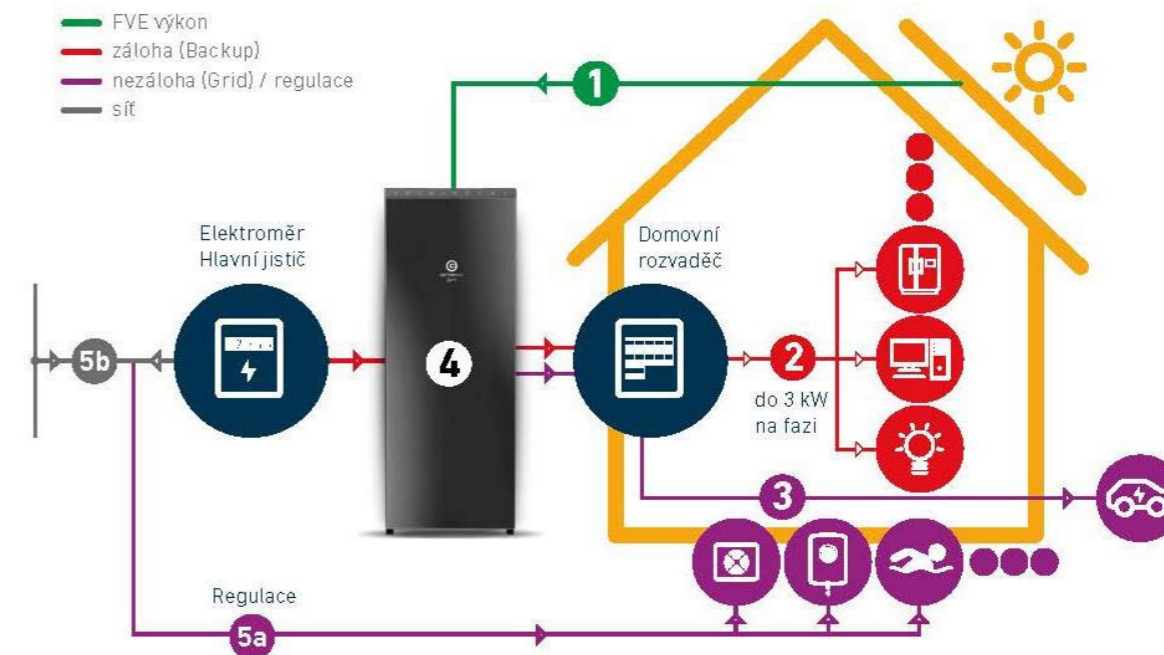 FVE výkon
záloha (Backup)
nezáloha (Grid) / regulace
síť
1
Elektroměr
Hlavní jistič
Domovní
rozvaděč
5b
4
2
do 3 kW
na fazi
3
Regulace
5a